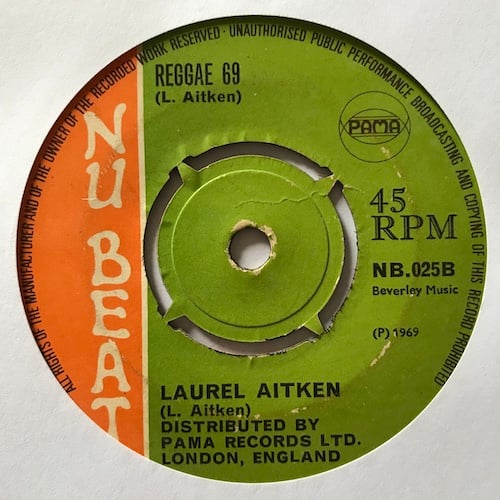 ALL RIGHTS OF THE MANUFACTURER AND OF THE OWNER OF THE RECORDED WORK RESERVED · UNAUTHORISED PUBLIC PERFORMANCE BROADCASTING AND COPYING OF THIS RECORD PROHIBITED
NU BEAT
REGGAE 69
(L. Aitken)
PAMA
45
RPM
NB.025B
Beverley Music
(P) 1969
LAUREL AITKEN
(L. Aitken)
DISTRIBUTED BY
PAMA RECORDS LTD.
LONDON, ENGLAND